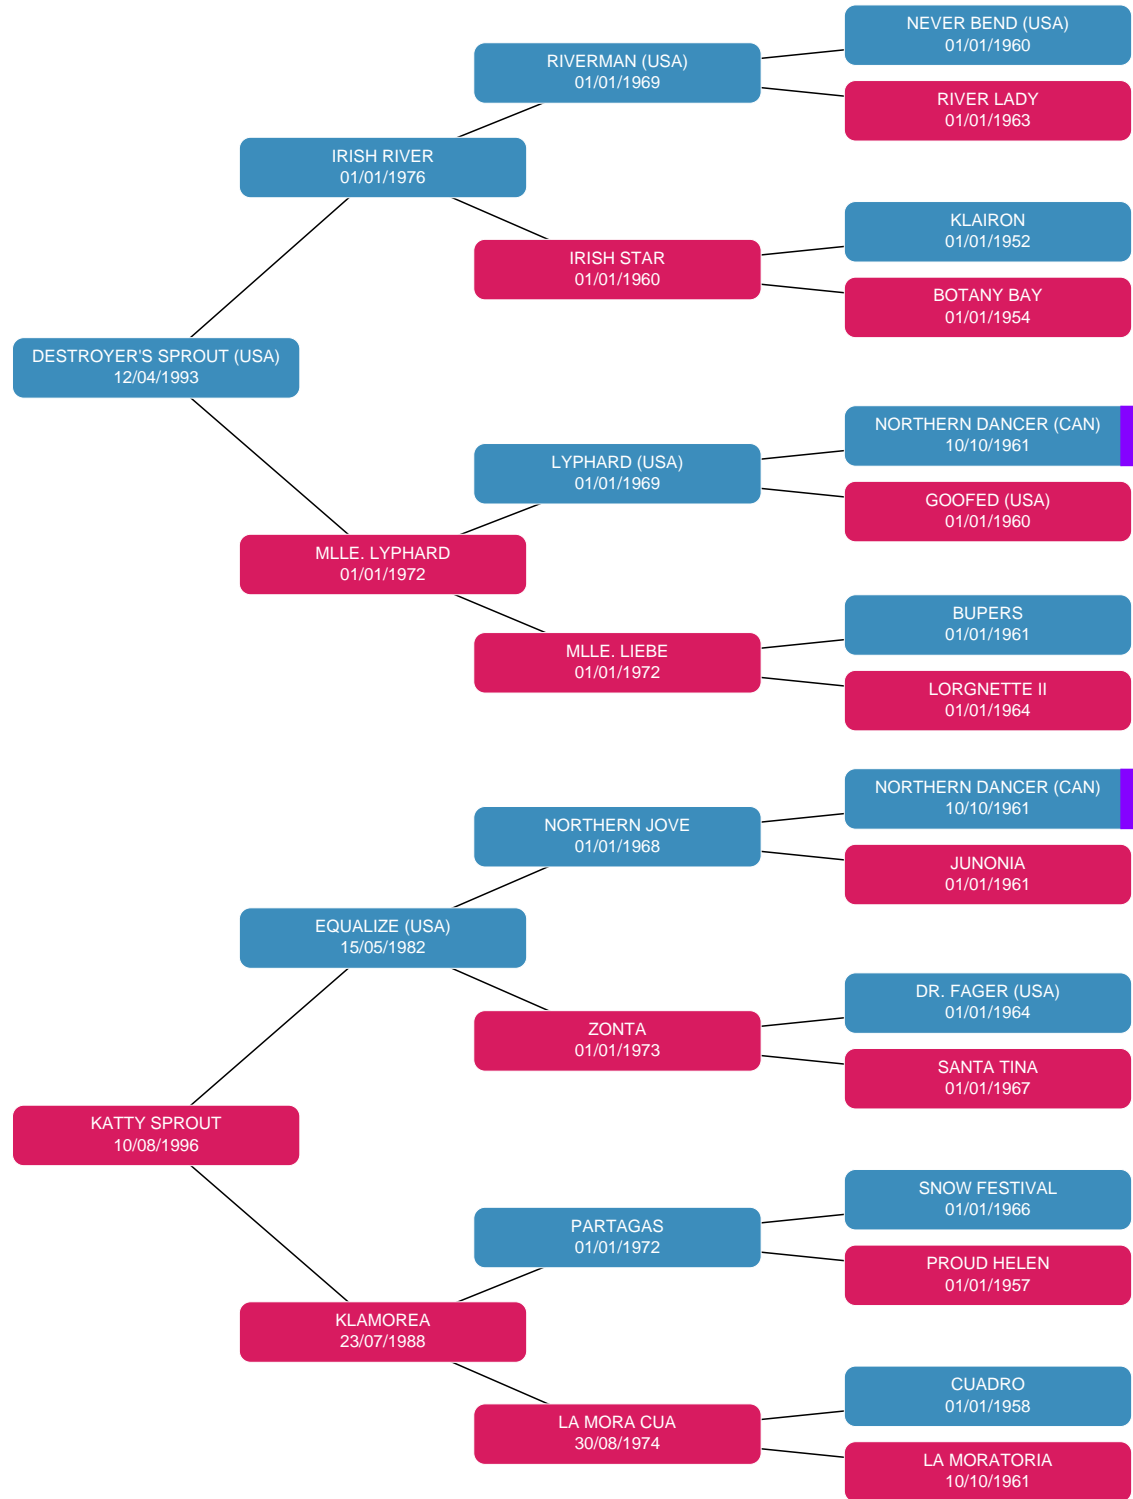 NEVER BEND (USA)
01/01/1960
RIVERMAN (USA)
01/01/1969
RIVER LADY
01/01/1963
IRISH RIVER
01/01/1976
KLAIRON
01/01/1952
IRISH STAR
01/01/1960
BOTANY BAY
01/01/1954
DESTROYER'S SPROUT (USA)
12/04/1993
NORTHERN DANCER (CAN)
10/10/1961
LYPHARD (USA)
01/01/1969
GOOFED (USA)
01/01/1960
MLLE. LYPHARD
01/01/1972
BUPERS
01/01/1961
MLLE. LIEBE
01/01/1972
LORGNETTE II
01/01/1964
NORTHERN DANCER (CAN)
10/10/1961
NORTHERN JOVE
01/01/1968
JUNONIA
01/01/1961
EQUALIZE (USA)
15/05/1982
DR. FAGER (USA)
01/01/1964
ZONTA
01/01/1973
SANTA TINA
01/01/1967
KATTY SPROUT
10/08/1996
SNOW FESTIVAL
01/01/1966
PARTAGAS
01/01/1972
PROUD HELEN
01/01/1957
KLAMOREA
23/07/1988
CUADRO
01/01/1958
LA MORA CUA
30/08/1974
LA MORATORIA
10/10/1961